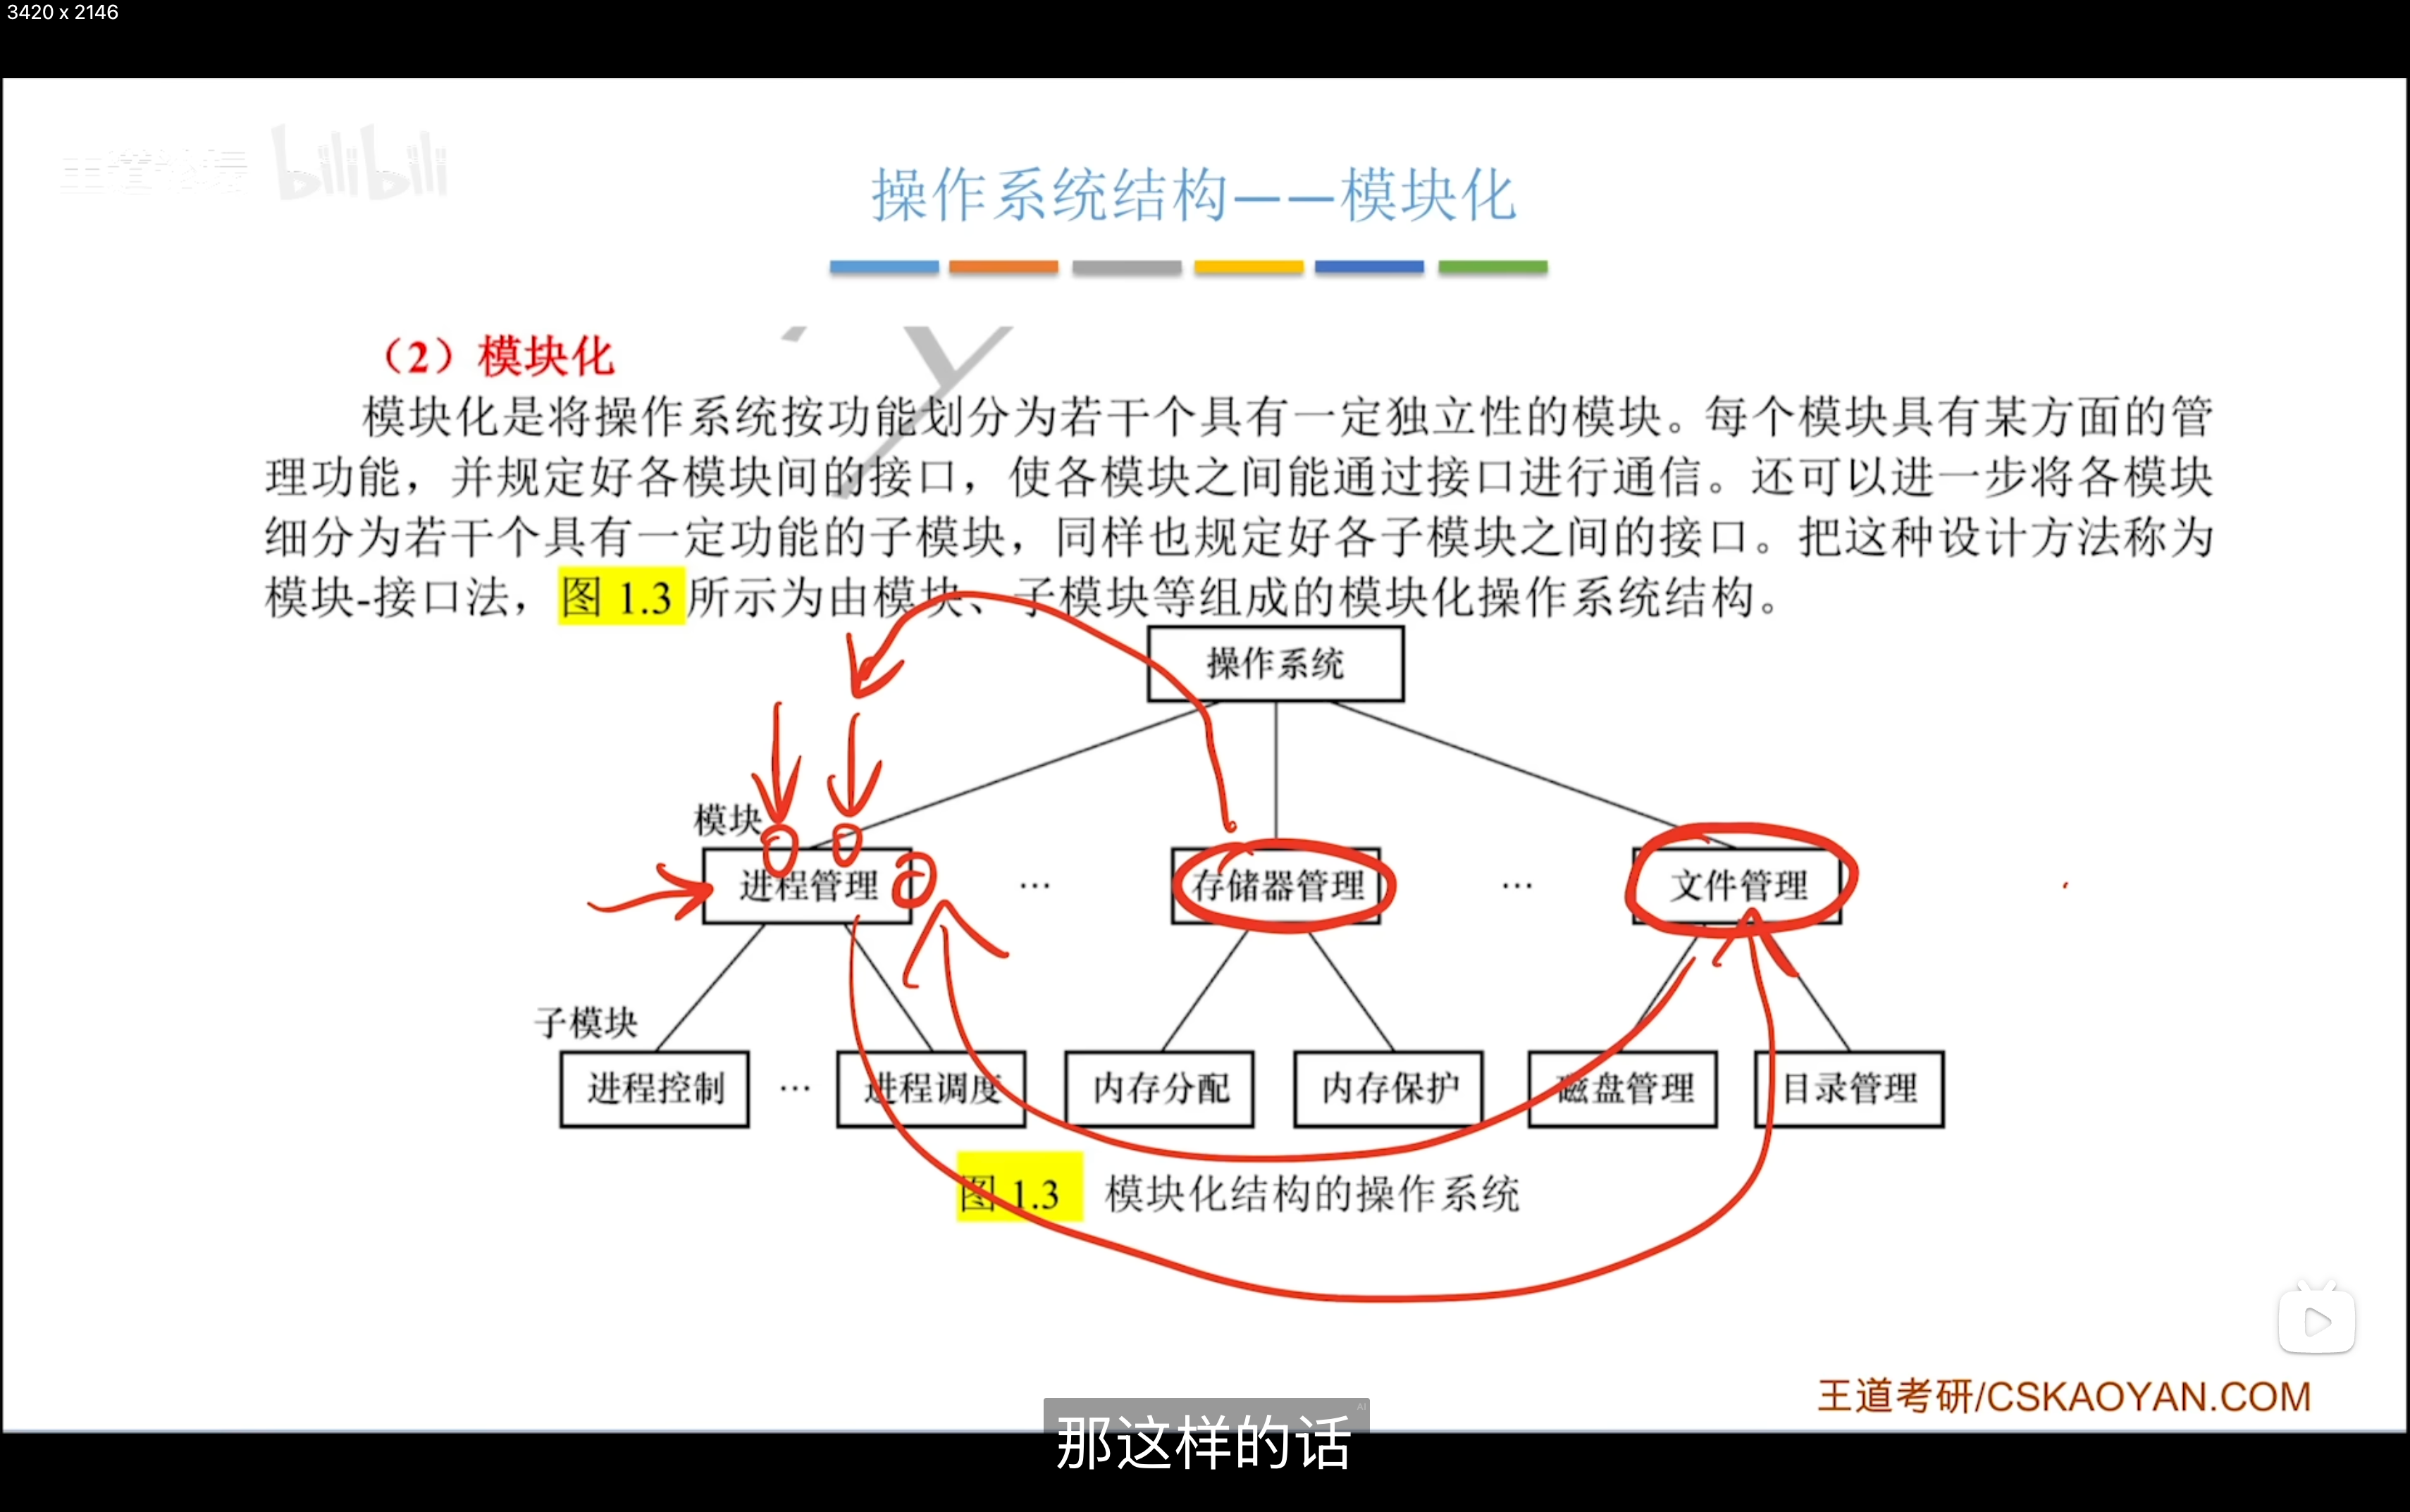 3420 x 2146
bilibili
操作系统结构——模块化
（2）模块化
模块化是将操作系统按功能划分为若干个具有一定独立性的模块。每个模块具有某方面的管
理功能，并规定好各模块间的接口，使各模块之间能通过接口进行通信。还可以进一步将各模块
细分为若干个具有一定功能的子模块，同样也规定好各子模块之间的接口。把这种设计方法称为
模块-接口法，图 1.3 所示为由模块、子模块等组成的模块化操作系统结构。
操作系统
模块
进程管理 … 存储器管理 … 文件管理
子模块
进程控制 … 进程调度 内存分配 内存保护 磁盘管理 目录管理
图 1.3 模块化结构的操作系统
王道考研/CSKAOYAN.COM
AI
那这样的话